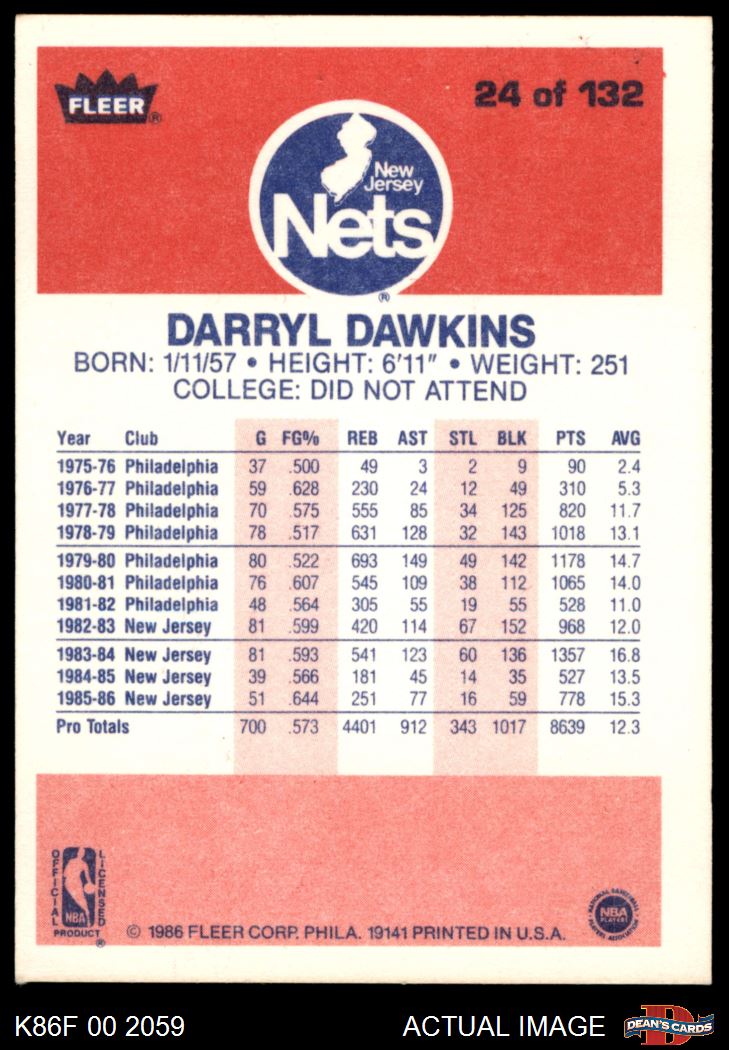 FLEER®
24 of 132
New
Jersey
Nets
®
DARRYL DAWKINS
BORN: 1/11/57 • HEIGHT: 6'11" • WEIGHT: 251
COLLEGE: DID NOT ATTEND
Year Club G FG% REB AST STL BLK PTS AVG
1975-76 Philadelphia 37 .500 49 3 2 9 90 2.4
1976-77 Philadelphia 59 .628 230 24 12 49 310 5.3
1977-78 Philadelphia 70 .575 555 85 34 125 820 11.7
1978-79 Philadelphia 78 .517 631 128 32 143 1018 13.1
1979-80 Philadelphia 80 .522 693 149 49 142 1178 14.7
1980-81 Philadelphia 76 .607 545 109 38 112 1065 14.0
1981-82 Philadelphia 48 .564 305 55 19 55 528 11.0
1982-83 New Jersey 81 .599 420 114 67 152 968 12.0
1983-84 New Jersey 81 .593 541 123 60 136 1357 16.8
1984-85 New Jersey 39 .566 181 45 14 35 527 13.5
1985-86 New Jersey 51 .644 251 77 16 59 778 15.3
Pro Totals 700 .573 4401 912 343 1017 8639 12.3
OFFICIAL
LICENSED
NBA
PRODUCT
®
© 1986 FLEER CORP. PHILA. 19141 PRINTED IN U.S.A.
NATIONAL BASKETBALL
NBA
PLAYERS
PLAYERS ASSOCIATION
K86F 00 2059
ACTUAL IMAGE
DEAN'S CARDS